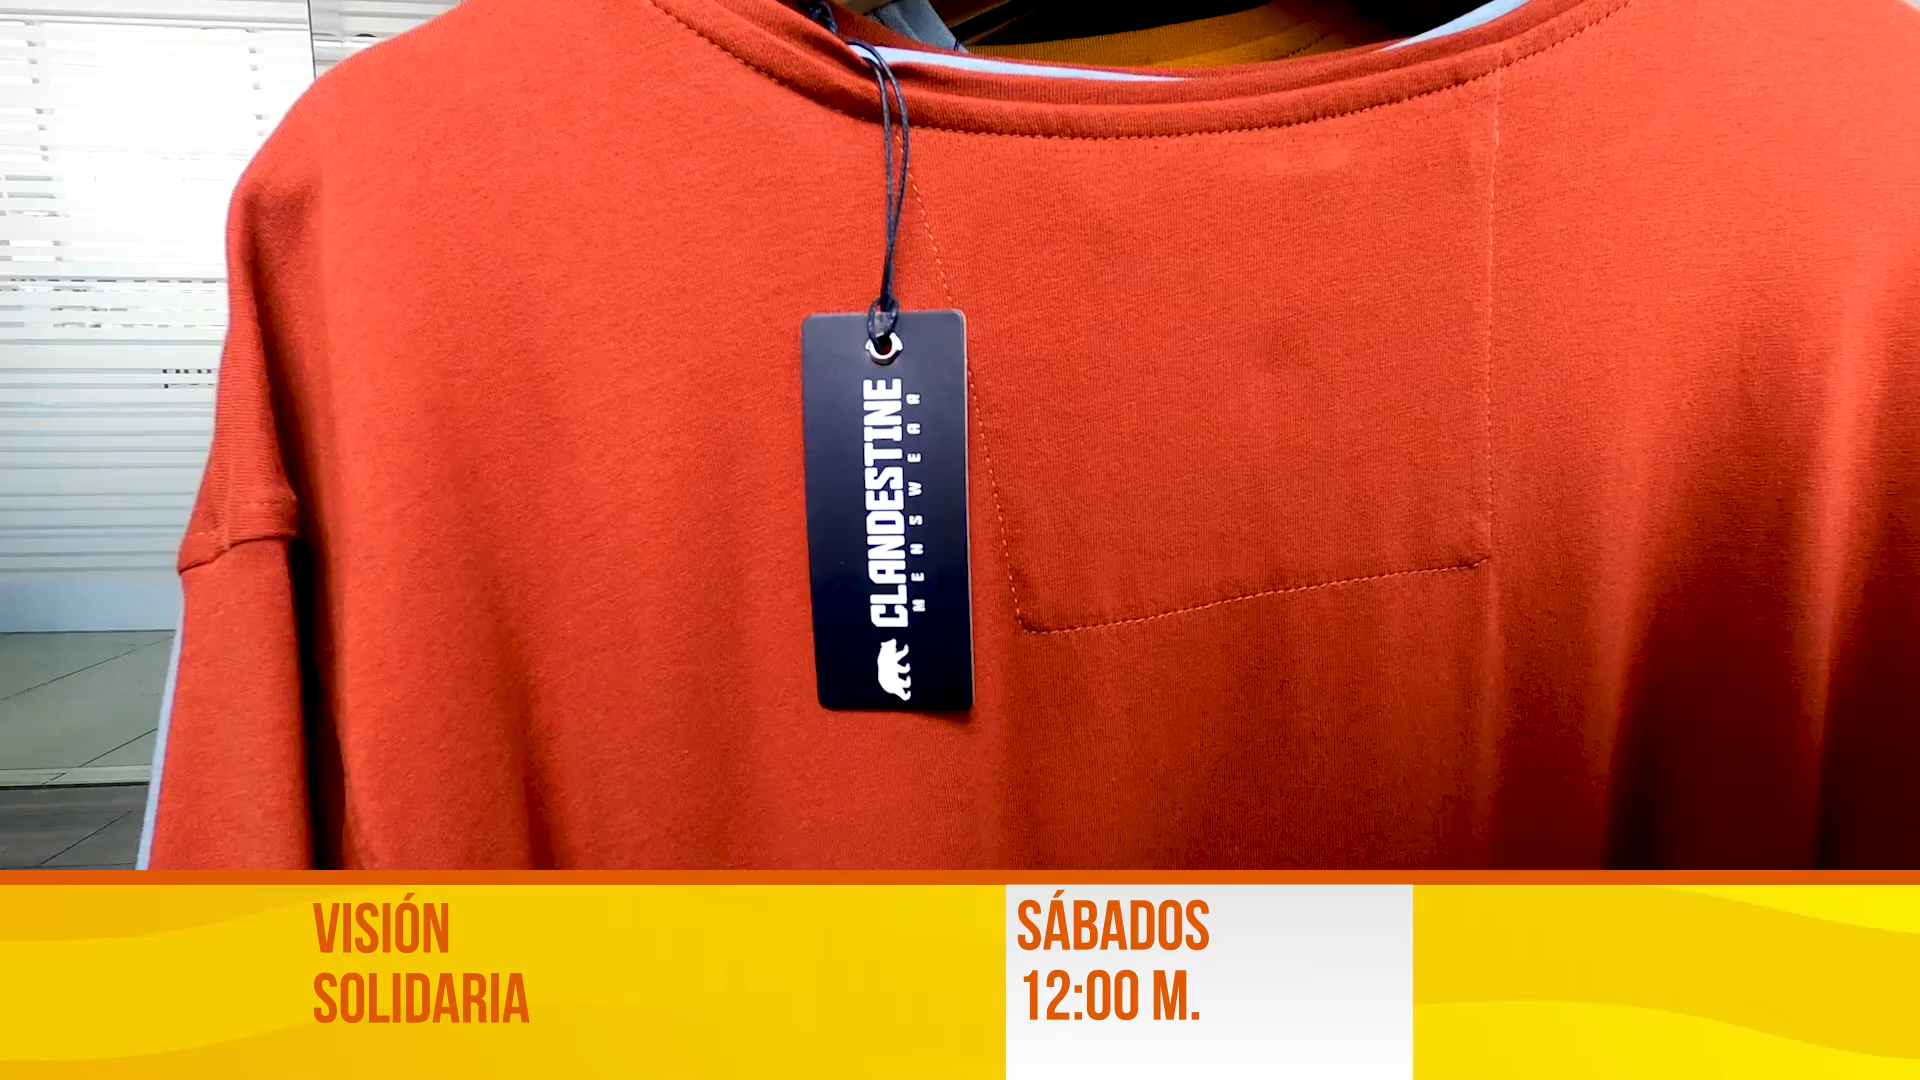 CLANDESTINE
MENSWEAR
VISIÓN
SOLIDARIA
SÁBADOS
12:00 M.